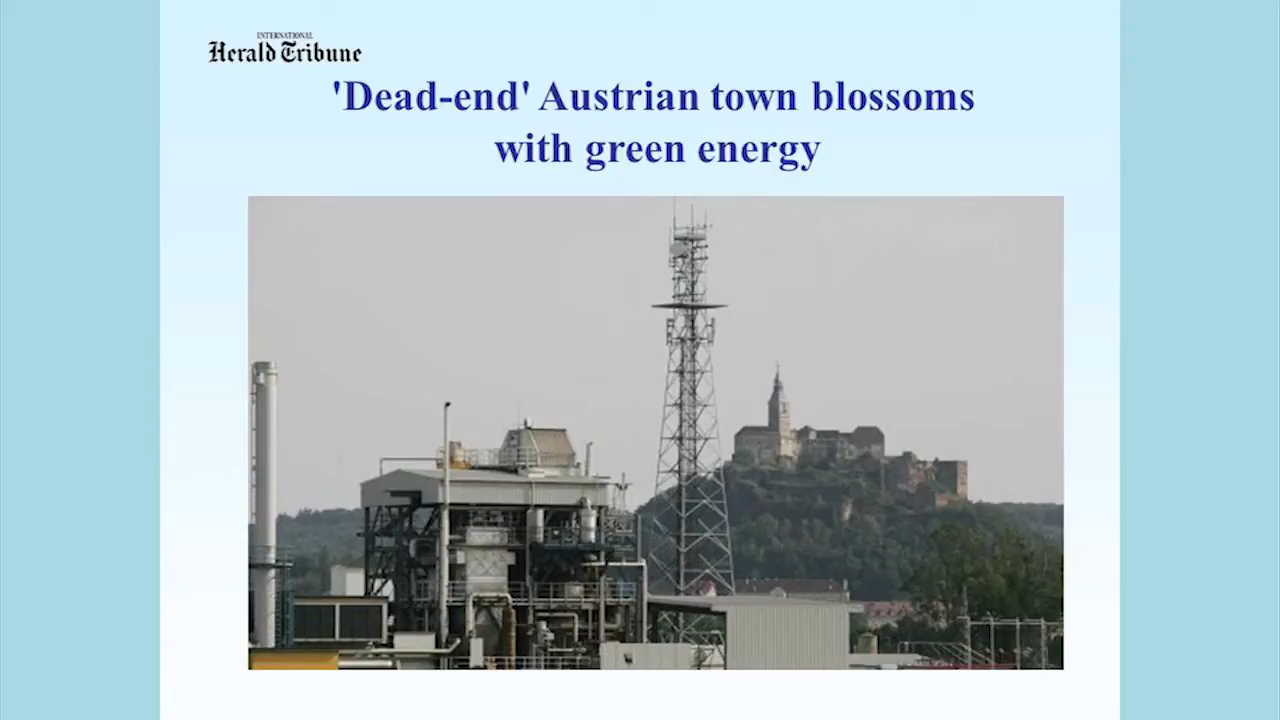 INTERNATIONAL
Herald Tribune
'Dead-end' Austrian town blossoms
with green energy